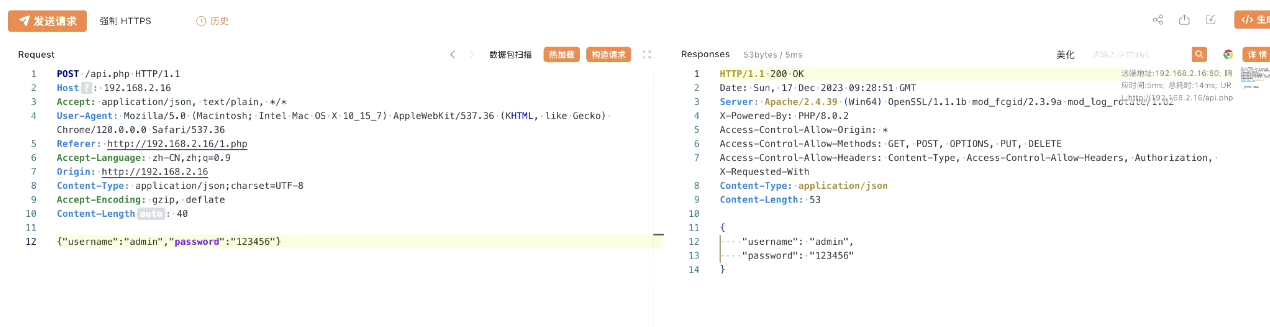 发送请求 强制 HTTPS 历史
Request 数据包扫描 热加载 构造请求
1 POST /api.php HTTP/1.1
2 Host ? : 192.168.2.16
3 Accept: application/json, text/plain, */*
4 User-Agent: Mozilla/5.0 (Macintosh; Intel Mac OS X 10_15_7) AppleWebKit/537.36 (KHTML, like Gecko)
Chrome/120.0.0.0 Safari/537.36
5 Referer: http://192.168.2.16/1.php
6 Accept-Language: zh-CN,zh;q=0.9
7 Origin: http://192.168.2.16
8 Content-Type: application/json;charset=UTF-8
9 Accept-Encoding: gzip, deflate
10 Content-Length auto : 40
11
12 {"username":"admin","password":"123456"}
</> 生成
Responses 53bytes / 5ms 美化 详情
1 HTTP/1.1 200 OK
远端地址:192.168.2.16:80; 响
应时间:5ms; 总耗时:14ms; UR
L:http://192.168.2.16/api.php
2 Date: Sun, 17 Dec 2023 09:28:51 GMT
3 Server: Apache/2.4.39 (Win64) OpenSSL/1.1.1b mod_fcgid/2.3.9a mod_log_rotate/1.02
4 X-Powered-By: PHP/8.0.2
5 Access-Control-Allow-Origin: *
6 Access-Control-Allow-Methods: GET, POST, OPTIONS, PUT, DELETE
7 Access-Control-Allow-Headers: Content-Type, Access-Control-Allow-Headers, Authorization,
X-Requested-With
8 Content-Type: application/json
9 Content-Length: 53
10
11 {
12 "username": "admin",
13 "password": "123456"
14 }